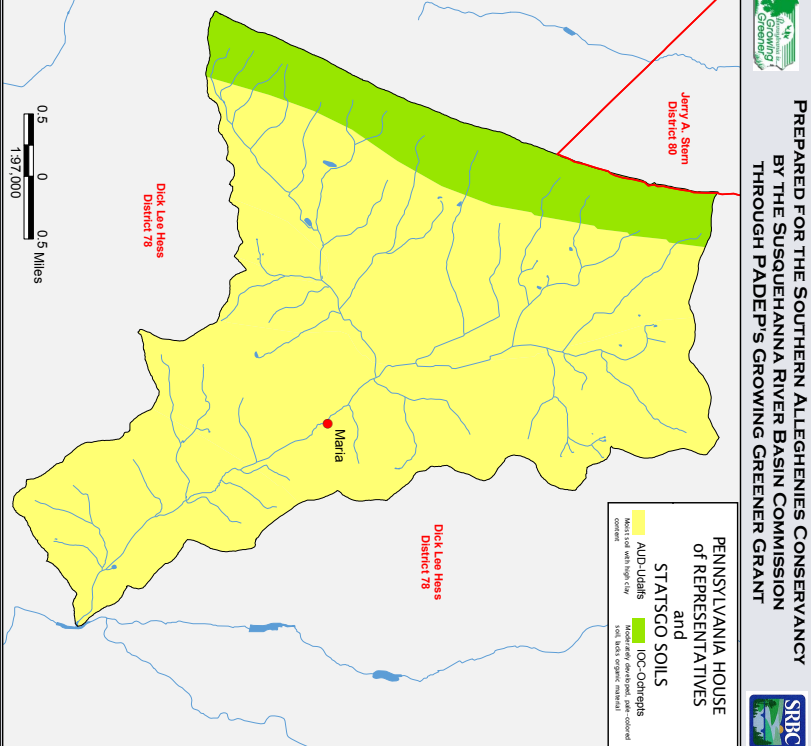 PREPARED FOR THE SOUTHERN ALLEGHENIES CONSERVANCY
BY THE SUSQUEHANNA RIVER BASIN COMMISSION
THROUGH PADEP'S GROWING GREENER GRANT
Growing
Greener
SRBC
Jerry A. Stern
District 80
Dick Lee Hess
District 78
Dick Lee Hess
District 78
Maria
0.5 0 0.5 Miles
1:97,000
PENNSYLVANIA HOUSE
of REPRESENTATIVES
and
STATSGO SOILS
AUD-Udalfs
Moist soil with high clay
content
IOC-Ochrepts
Moderately developed, pale-colored
soil, lacks organic material